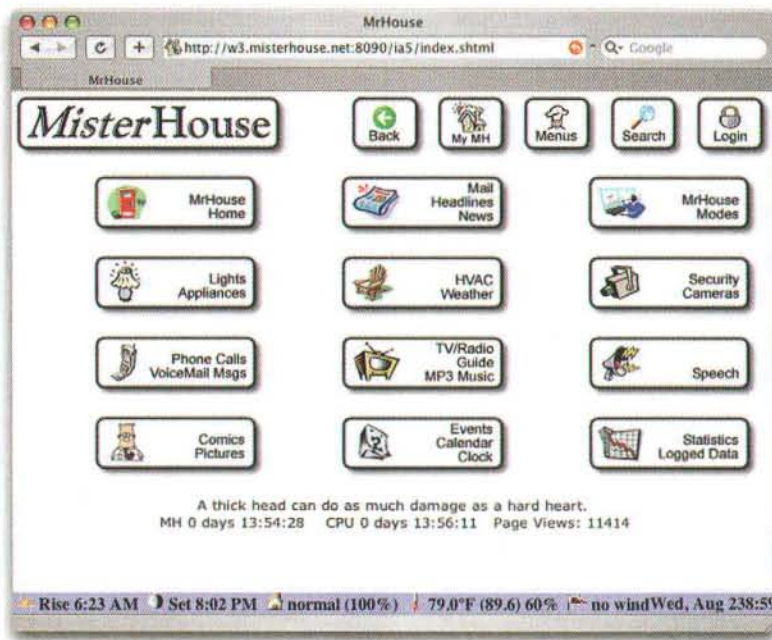 MrHouse
http://w3.misterhouse.net:8090/ia5/index.shtml
Google
MrHouse
MisterHouse
Back
My MH
Menus
Search
Login
MrHouse
Home
Mail
Headlines
News
MrHouse
Modes
Lights
Appliances
HVAC
Weather
Security
Cameras
Phone Calls
VoiceMail Msgs
TV/Radio
Guide
MP3 Music
Speech
Comics
Pictures
Events
Calendar
Clock
Statistics
Logged Data
A thick head can do as much damage as a hard heart.
MH 0 days 13:54:28 CPU 0 days 13:56:11 Page Views: 11414
Rise 6:23 AM Set 8:02 PM normal (100%) 79.0°F (89.6) 60% no windWed, Aug 238:59